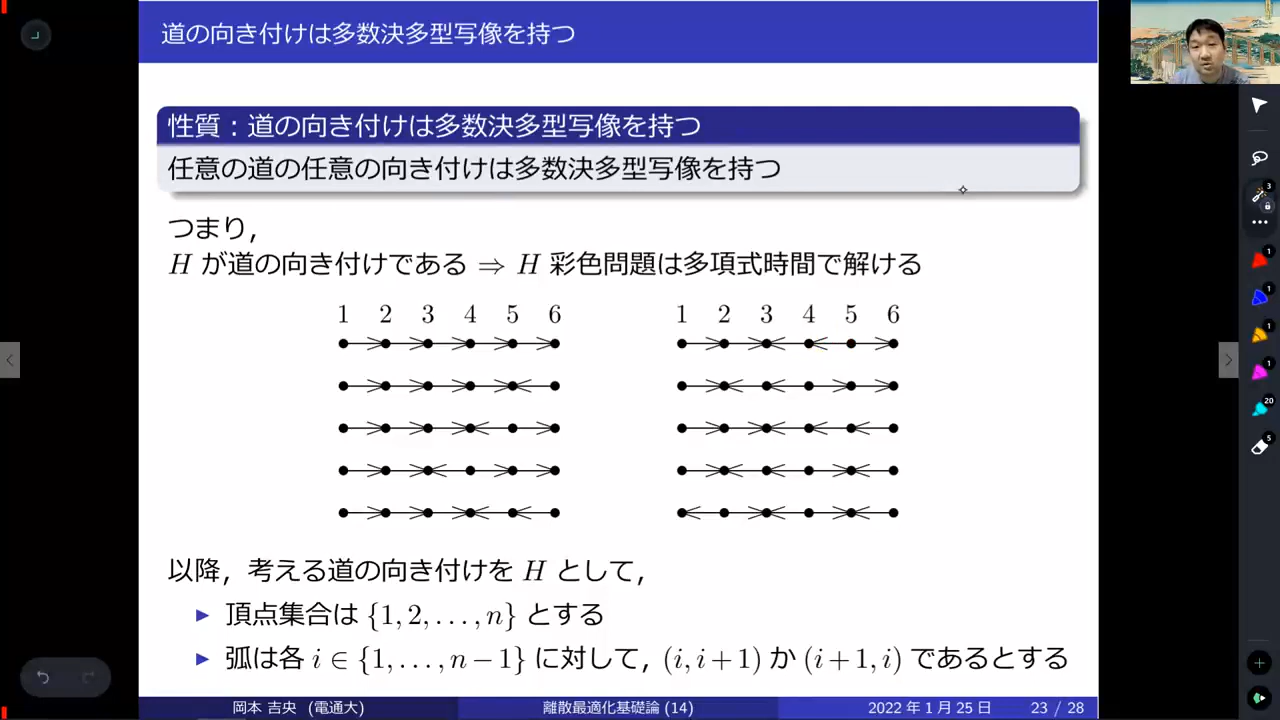 道の向き付けは多数決多型写像を持つ
性質：道の向き付けは多数決多型写像を持つ
任意の道の任意の向き付けは多数決多型写像を持つ
つまり，
H が道の向き付けである ⇒ H 彩色問題は多項式時間で解ける
1 2 3 4 5 6
1 2 3 4 5 6
以降，考える道の向き付けを H として，
▶ 頂点集合は {1, 2, . . . , n} とする
▶ 弧は各 i ∈ {1, . . . , n − 1} に対して，(i, i + 1) か (i + 1, i) であるとする
岡本 吉央 (電通大) 離散最適化基礎論 (14) 2022 年 1 月 25 日 23 / 28
3
1
1
1
1
20
5